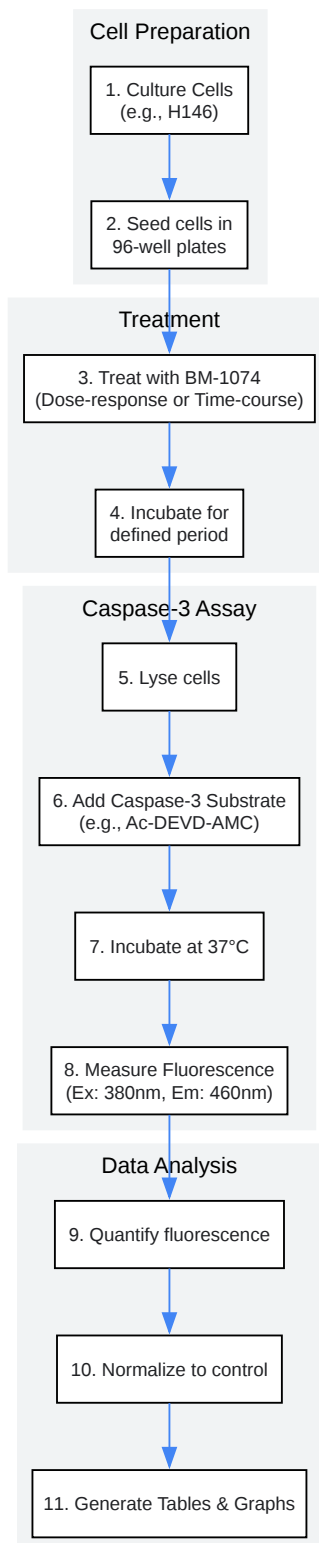 Cell Preparation
1. Culture Cells
(e.g., H146)
2. Seed cells in
96-well plates
Treatment
3. Treat with BM-1074
(Dose-response or Time-course)
4. Incubate for
defined period
Caspase-3 Assay
5. Lyse cells
6. Add Caspase-3 Substrate
(e.g., Ac-DEVD-AMC)
7. Incubate at 37°C
8. Measure Fluorescence
(Ex: 380nm, Em: 460nm)
Data Analysis
9. Quantify fluorescence
10. Normalize to control
11. Generate Tables & Graphs